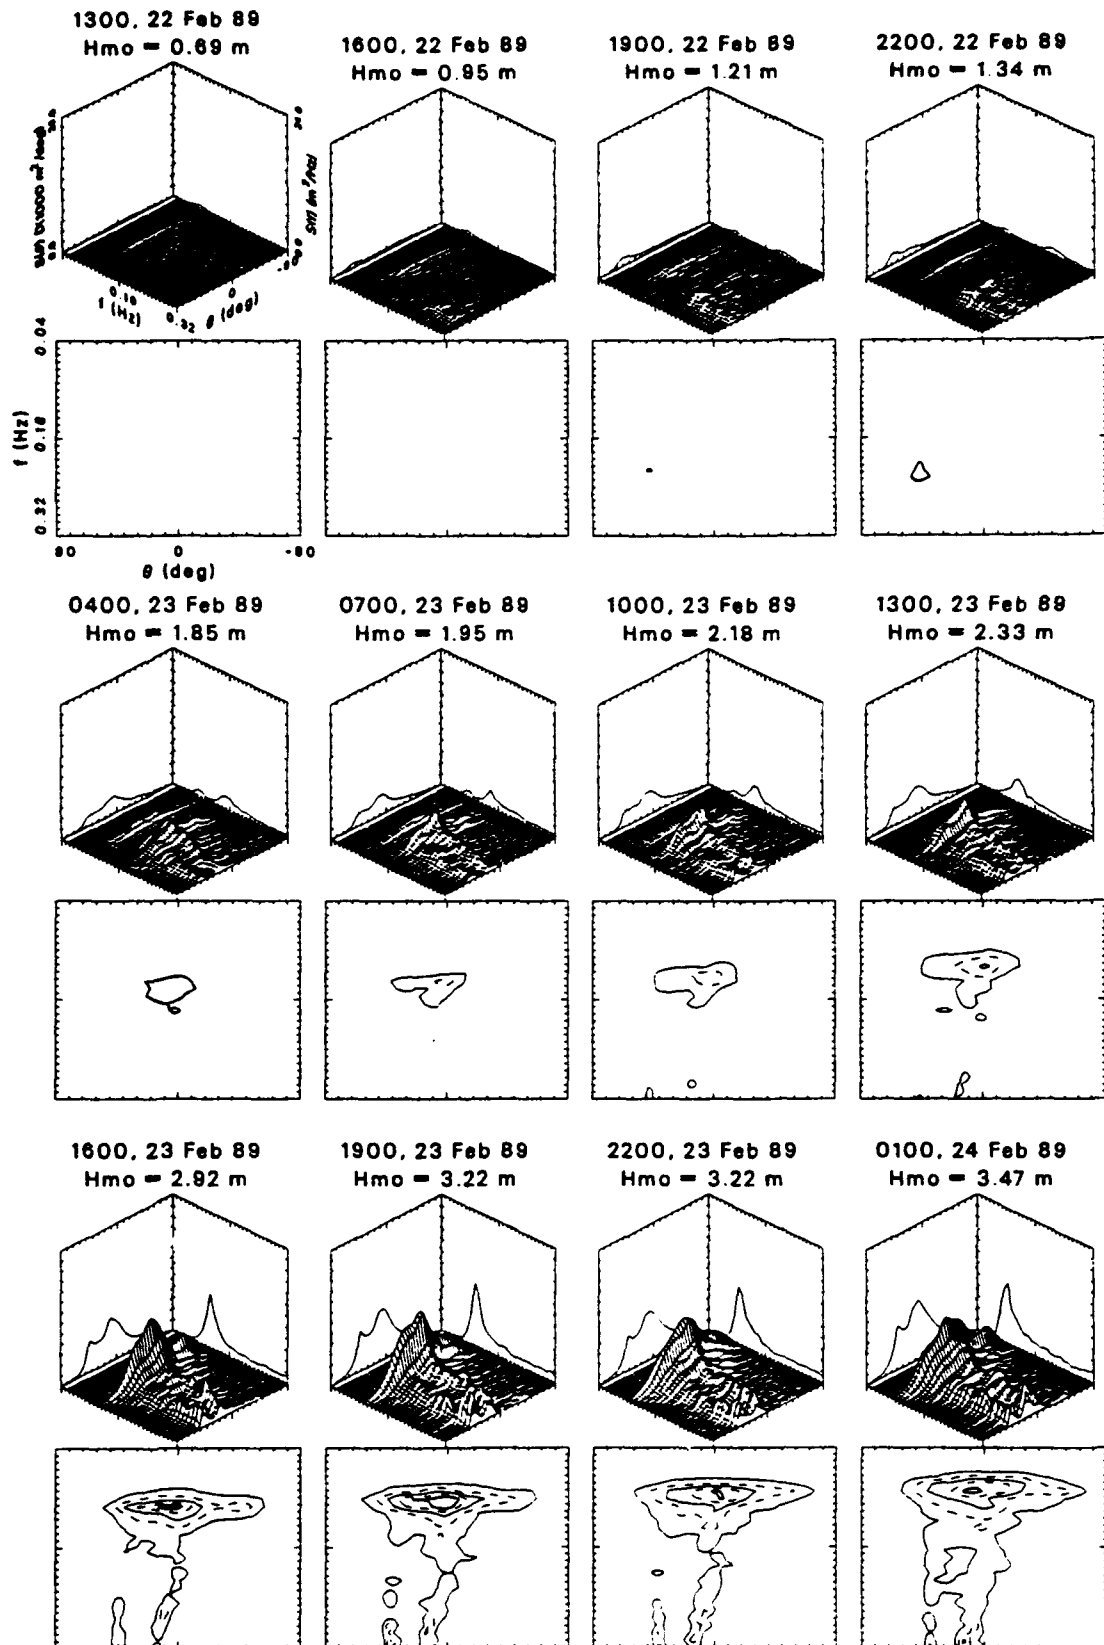 1300, 22 Feb 89
Hmo = 0.69 m
1600, 22 Feb 89
Hmo = 0.95 m
1900, 22 Feb 89
Hmo = 1.21 m
2200, 22 Feb 89
Hmo = 1.34 m
0.0
f (Hz)
0.32
0
θ (deg)
0.04
0.18
0.32
f (Hz)
90
0
-90
θ (deg)
0400, 23 Feb 89
Hmo = 1.85 m
0700, 23 Feb 89
Hmo = 1.95 m
1000, 23 Feb 89
Hmo = 2.18 m
1300, 23 Feb 89
Hmo = 2.33 m
1600, 23 Feb 89
Hmo = 2.92 m
1900, 23 Feb 89
Hmo = 3.22 m
2200, 23 Feb 89
Hmo = 3.22 m
0100, 24 Feb 89
Hmo = 3.47 m